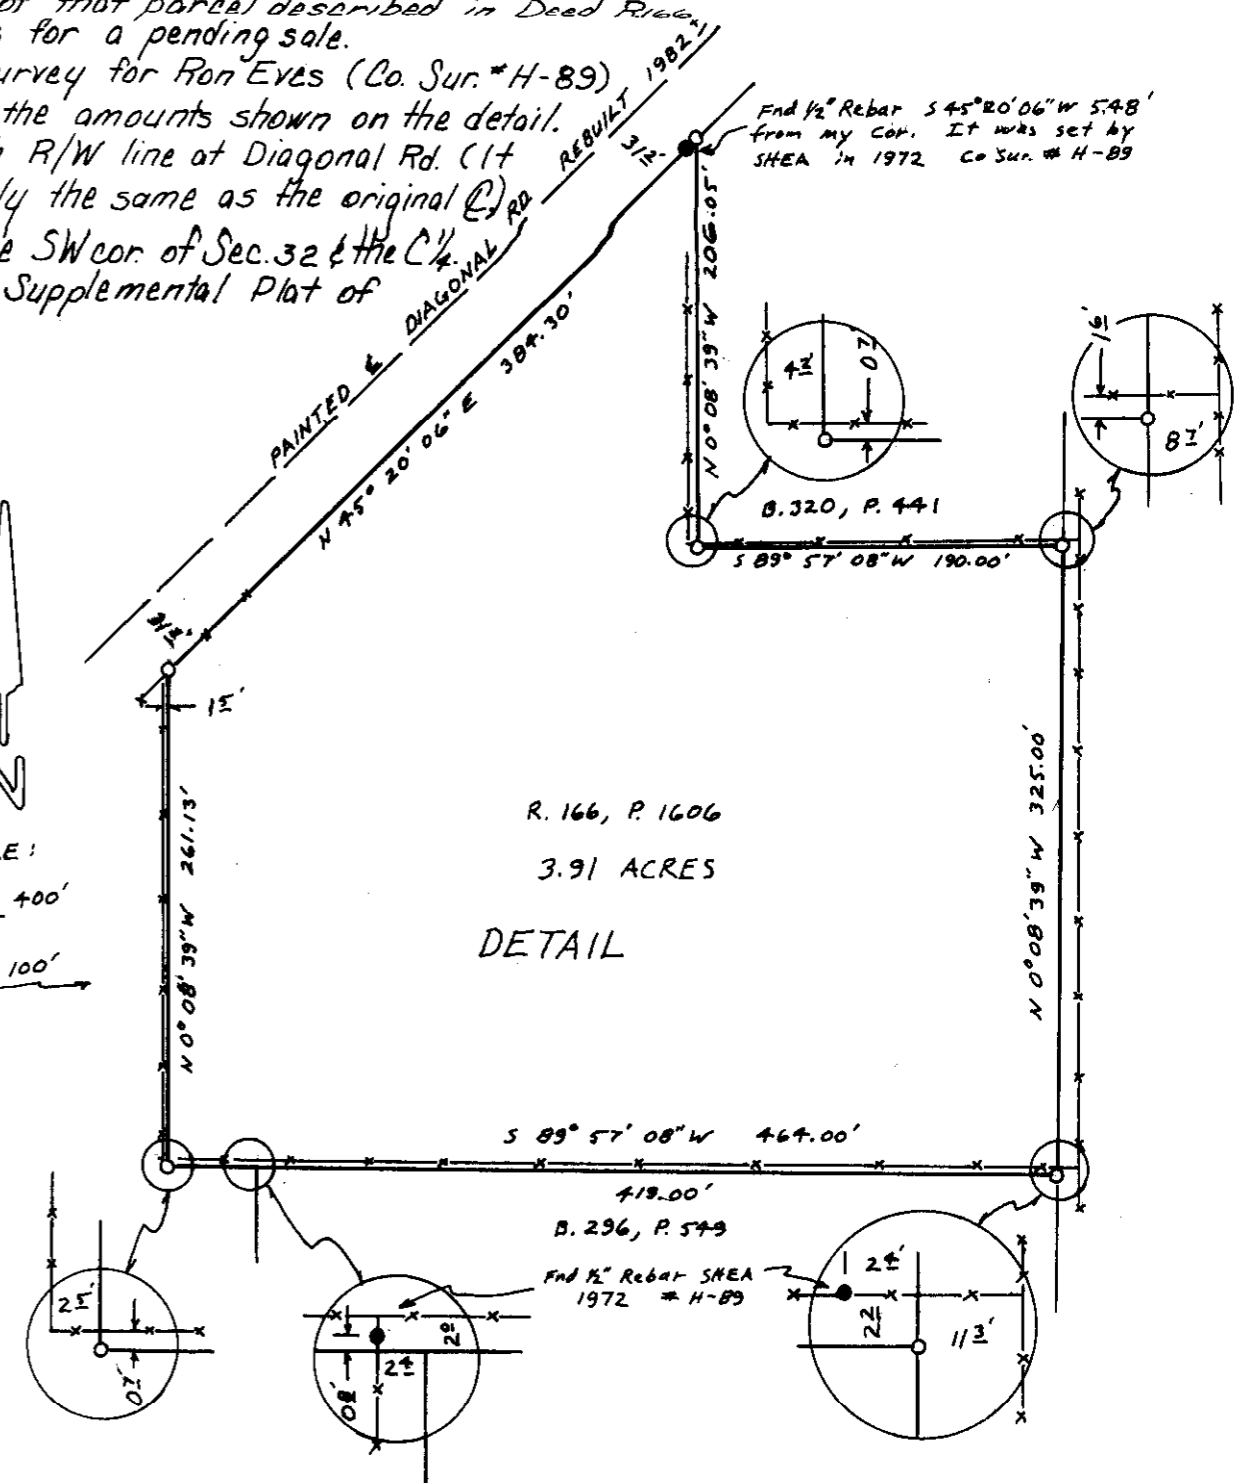 of that parcel described in Deed R166,
for a pending sale.
urvey for Ron Eves (Co. Sur. # H-89)
the amounts shown on the detail.
R/W line at Diagonal Rd. (It
ly the same as the original ℄)
e SW cor. of Sec. 32 & the C¼.
Supplemental Plat of
PAINTED ℄ DIAGONAL RD REBUILT 1982±
Fnd ½" Rebar S 45° 20' 06" W 5.48'
from my cor. It was set by
SHEA in 1972 Co Sur. # H-89
31.2'
N 45° 20' 06" E 384.30'
N 0° 08' 39" W 206.05'
4.2
0.7'
1.6'
8.7'
B. 320, P. 441
S 89° 57' 08" W 190.00'
1.5'
N 0° 08' 39" W 261.13'
N 0° 08' 39" W 325.00'
R. 166, P. 1606
3.91 ACRES
DETAIL
E:
400'
100'
S 89° 57' 08" W 464.00'
419.00'
B. 296, P. 549
Fnd ½" Rebar SHEA
1972 # H-89
2.5'
0.7'
2.0
2.4
0.8'
2.4'
2.2
11.3'